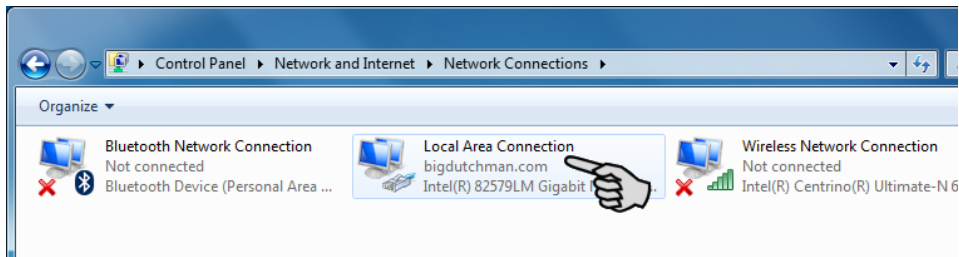 Control Panel Network and Internet Network Connections
Organize
Bluetooth Network Connection
Not connected
Bluetooth Device (Personal Area ...
Local Area Connection
bigdutchman.com
Intel(R) 82579LM Gigabit
Wireless Network Connection
Not connected
Intel(R) Centrino(R) Ultimate-N 6